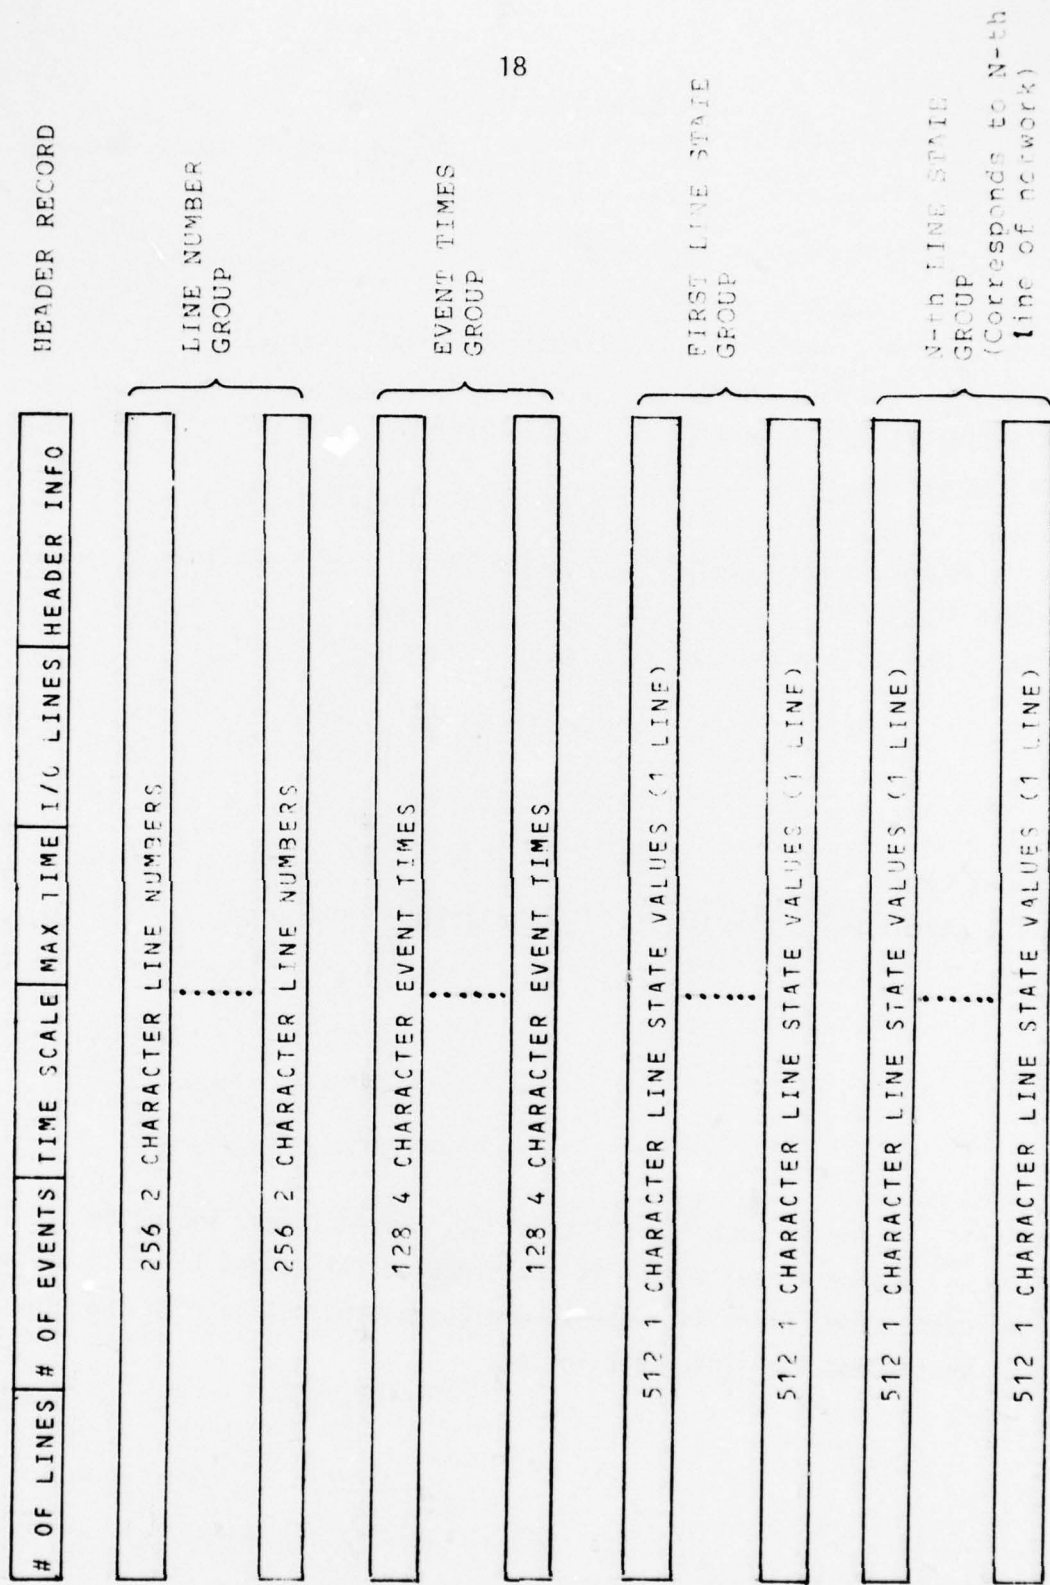 18
# OF LINES # OF EVENTS TIME SCALE MAX TIME I/O LINES HEADER INFO
HEADER RECORD
256 2 CHARACTER LINE NUMBERS
256 2 CHARACTER LINE NUMBERS
LINE NUMBER
GROUP
128 4 CHARACTER EVENT TIMES
128 4 CHARACTER EVENT TIMES
EVENT TIMES
GROUP
512 1 CHARACTER LINE STATE VALUES (1 LINE)
512 1 CHARACTER LINE STATE VALUES (1 LINE)
FIRST LINE STATE
GROUP
512 1 CHARACTER LINE STATE VALUES (1 LINE)
512 1 CHARACTER LINE STATE VALUES (1 LINE)
N-th LINE STATE
GROUP
(Corresponds to N-th
line of network)